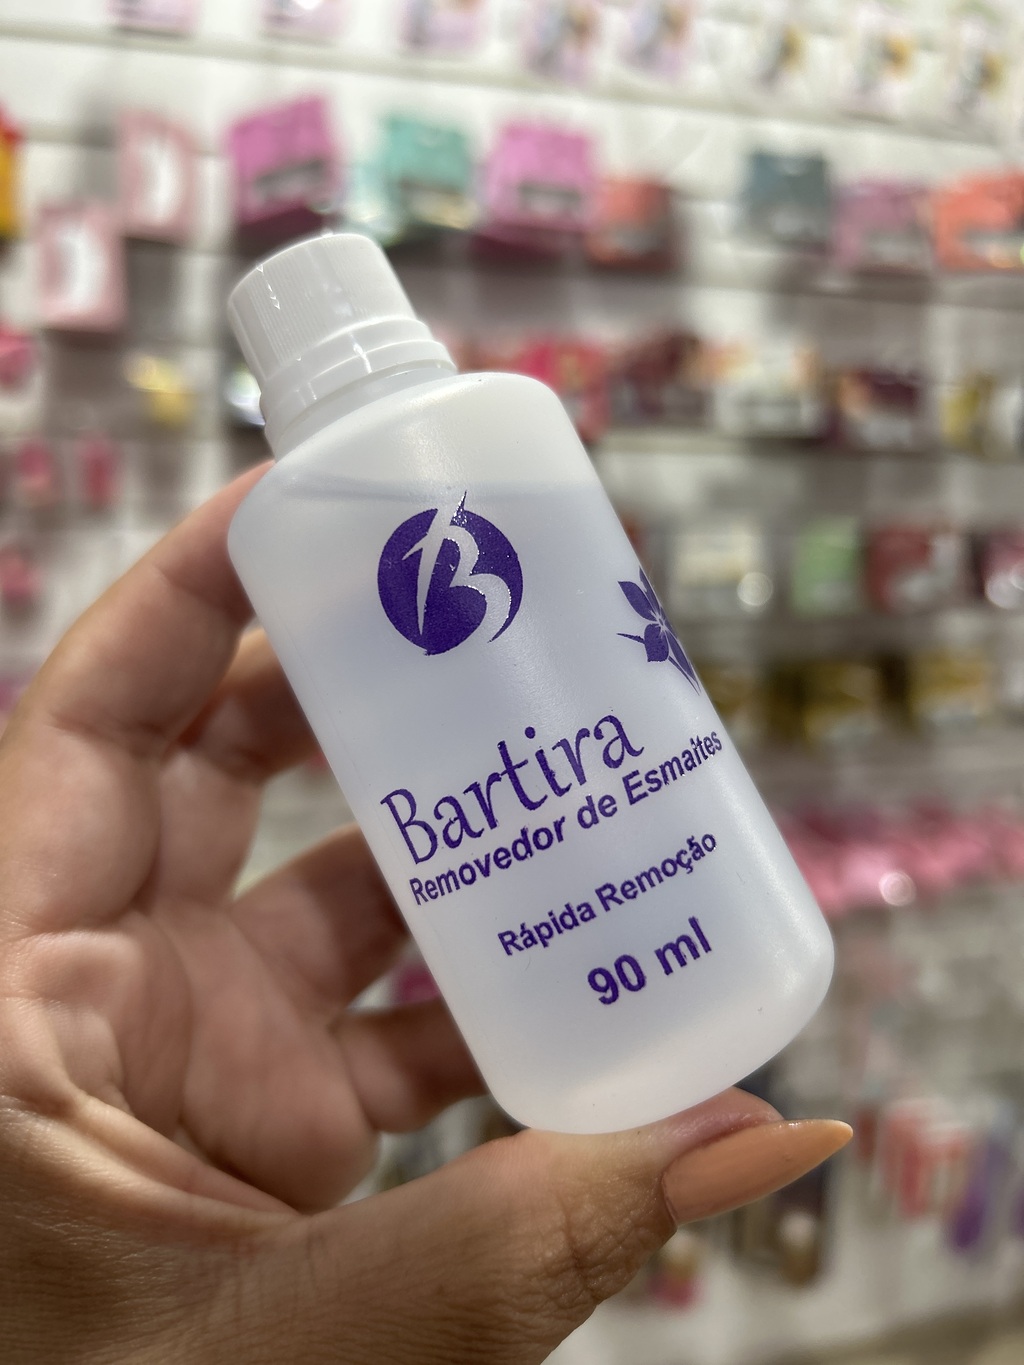 B
Bartira
Removedor de Esmaltes
Rápida Remoção
90 ml